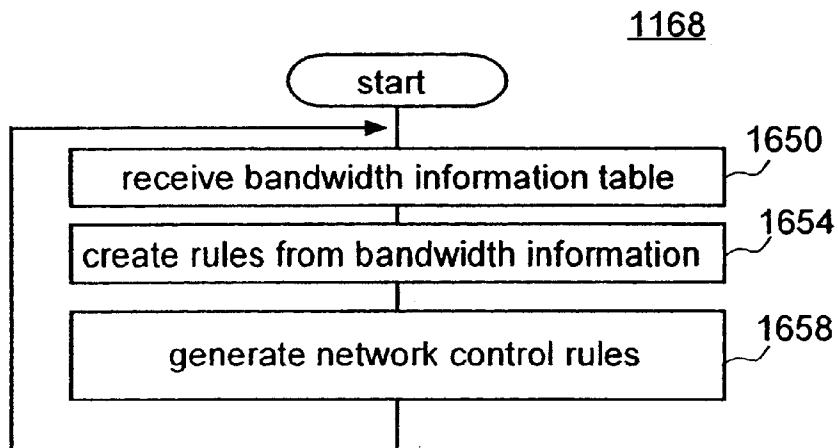 1168
start
1650
receive bandwidth information table
1654
create rules from bandwidth information
1658
generate network control rules